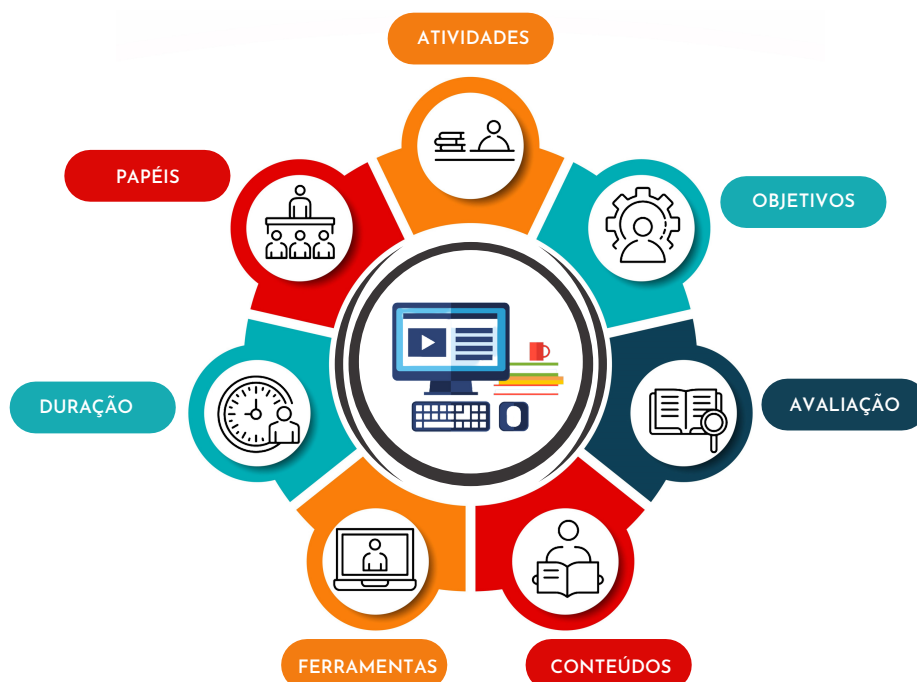 ATIVIDADES
OBJETIVOS
AVALIAÇÃO
CONTEÚDOS
FERRAMENTAS
DURAÇÃO
PAPÉIS